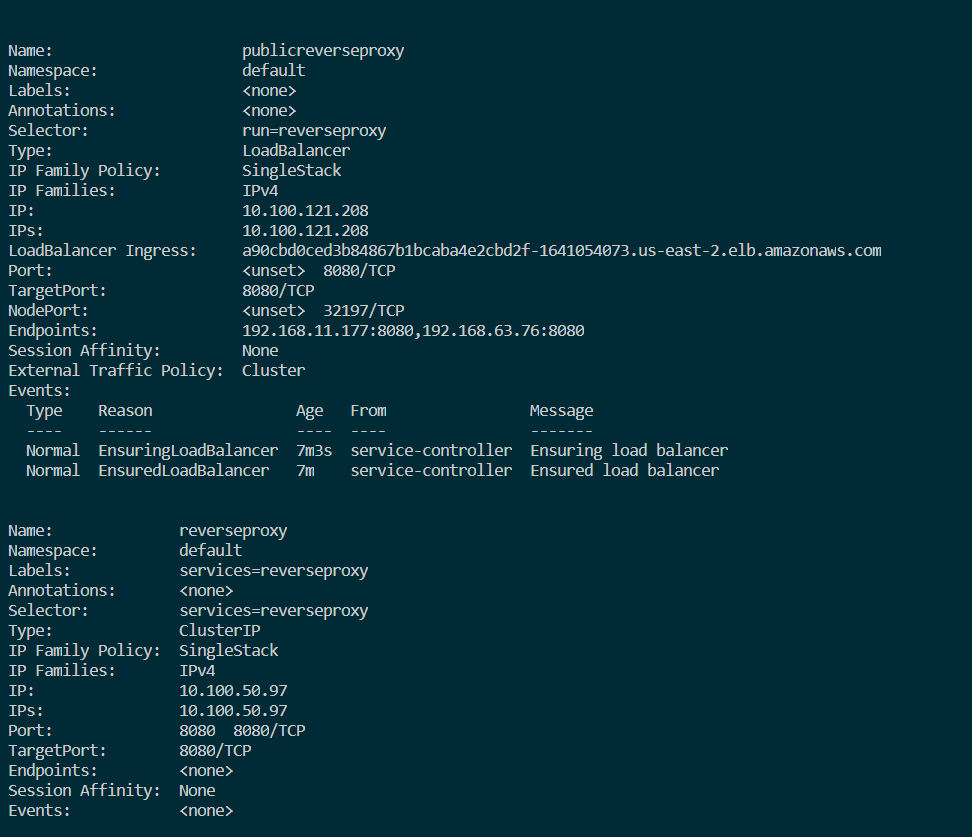 Name:                     publicreverseproxy
Namespace:                default
Labels:                   <none>
Annotations:              <none>
Selector:                 run=reverseproxy
Type:                     LoadBalancer
IP Family Policy:         SingleStack
IP Families:              IPv4
IP:                       10.100.121.208
IPs:                      10.100.121.208
LoadBalancer Ingress:     a90cbd0ced3b84867b1bcaba4e2cbd2f-1641054073.us-east-2.elb.amazonaws.com
Port:                     <unset>  8080/TCP
TargetPort:               8080/TCP
NodePort:                 <unset>  32197/TCP
Endpoints:                192.168.11.177:8080,192.168.63.76:8080
Session Affinity:         None
External Traffic Policy:  Cluster
Events:
  Type    Reason                Age   From                Message
  ----    ------                ----  ----                -------
  Normal  EnsuringLoadBalancer  7m3s  service-controller  Ensuring load balancer
  Normal  EnsuredLoadBalancer   7m    service-controller  Ensured load balancer
Name:              reverseproxy
Namespace:         default
Labels:            services=reverseproxy
Annotations:       <none>
Selector:          services=reverseproxy
Type:              ClusterIP
IP Family Policy:  SingleStack
IP Families:       IPv4
IP:                10.100.50.97
IPs:               10.100.50.97
Port:              8080  8080/TCP
TargetPort:        8080/TCP
Endpoints:         <none>
Session Affinity:  None
Events:            <none>